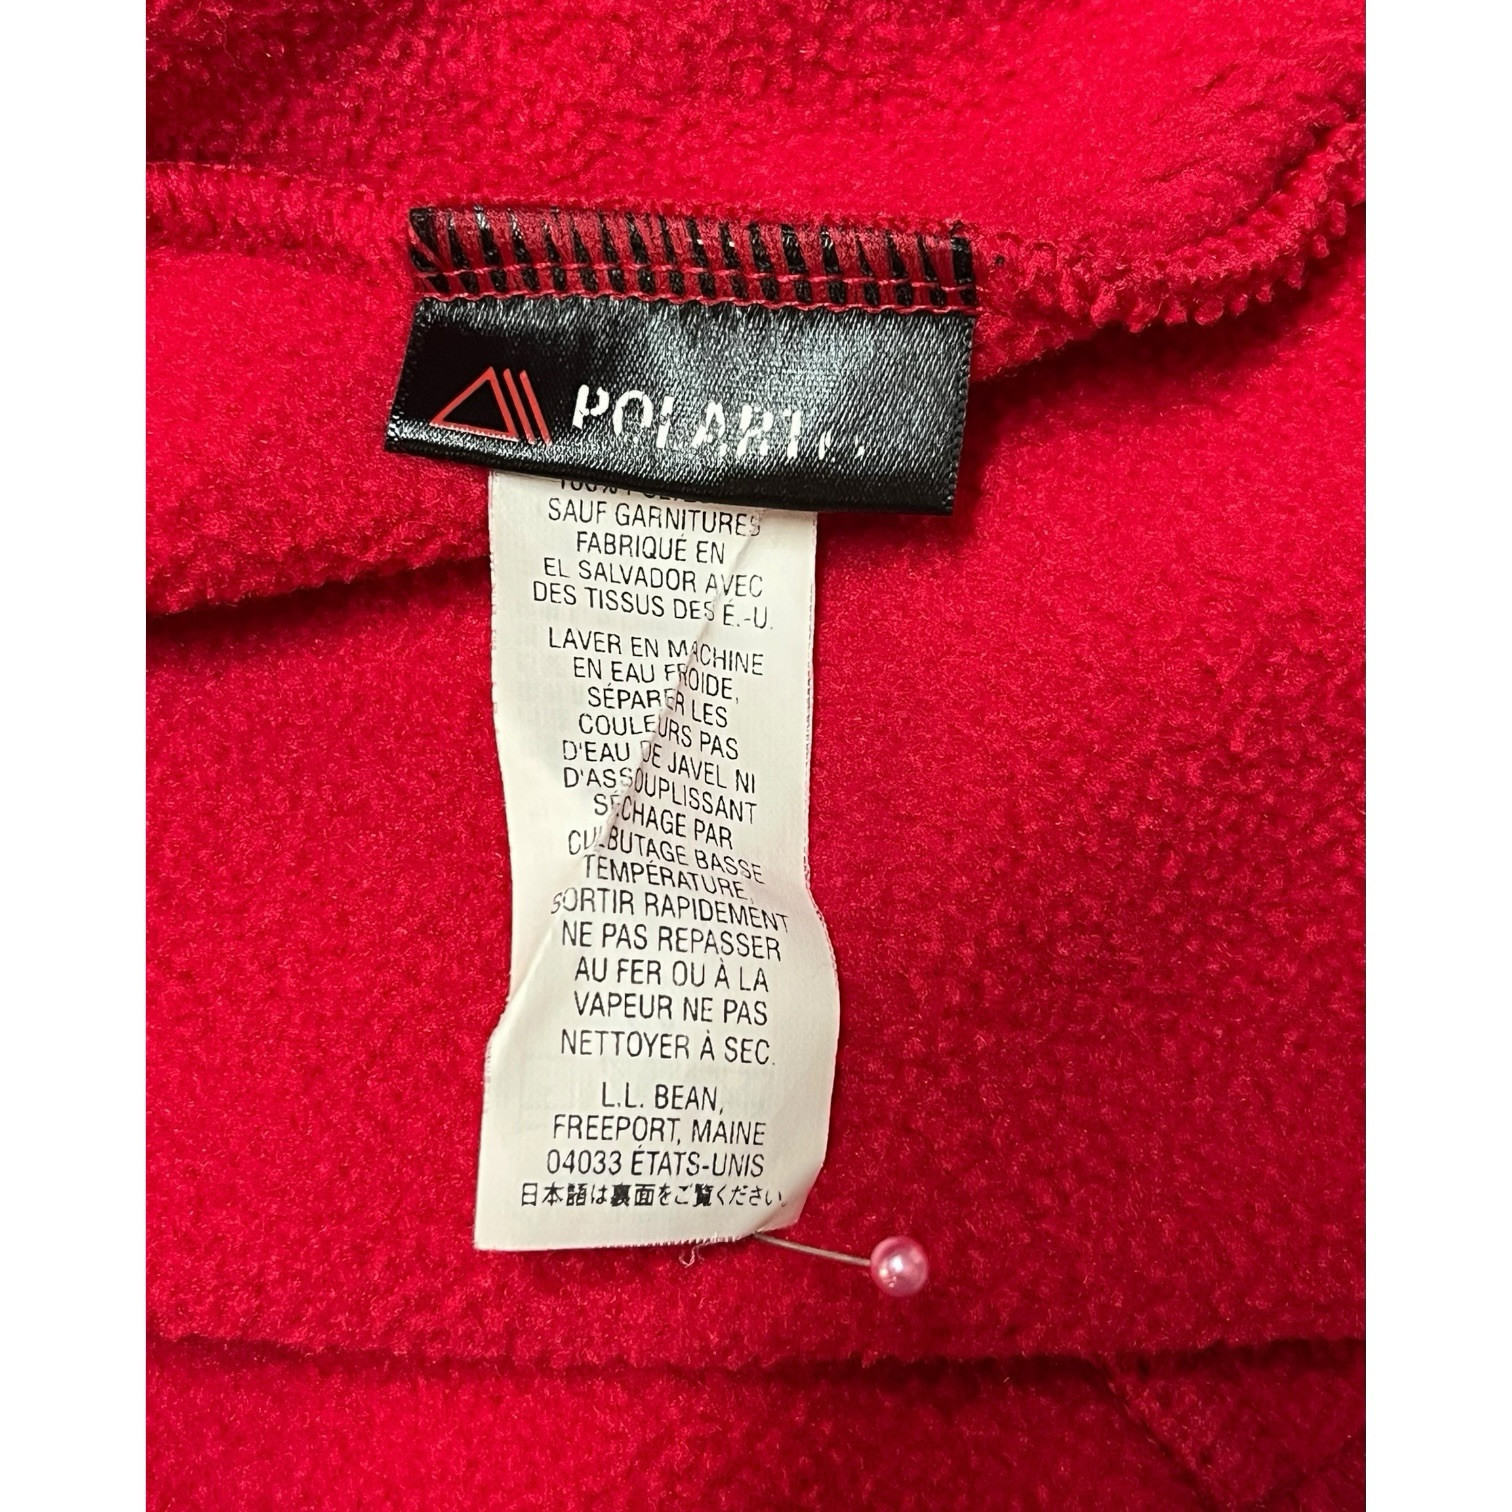 POLARTEC
100% POLYES
SAUF GARNITURES
FABRIQUÉ EN
EL SALVADOR AVEC
DES TISSUS DES É.-U.
LAVER EN MACHINE
EN EAU FROIDE,
SÉPARER LES
COULEURS PAS
D'EAU DE JAVEL NI
D'ASSOUPLISSANT
SÉCHAGE PAR
CULBUTAGE BASSE
TEMPÉRATURE,
SORTIR RAPIDEMENT
NE PAS REPASSER
AU FER OU À LA
VAPEUR NE PAS
NETTOYER À SEC.
L.L. BEAN,
FREEPORT, MAINE
04033 ÉTATS-UNIS
日本語は裏面をご覧ください。